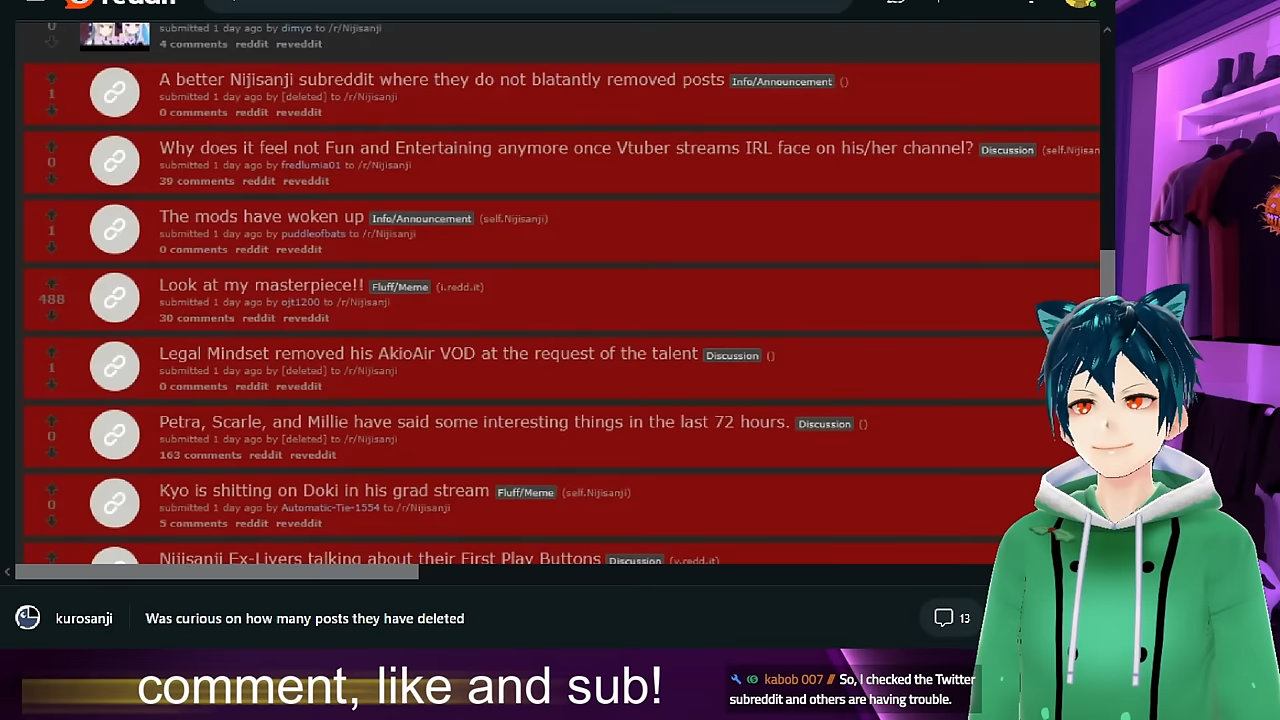 reddit
0
submitted 1 day ago by dimyo to /r/Nijisanji
4 comments reddit reveddit
A better Nijisanji subreddit where they do not blatantly removed posts Info/Announcement ()
1
submitted 1 day ago by [deleted] to /r/Nijisanji
0 comments reddit reveddit
Why does it feel not Fun and Entertaining anymore once Vtuber streams IRL face on his/her channel? Discussion (self.Nijisan
0
submitted 1 day ago by fredlumia01 to /r/Nijisanji
39 comments reddit reveddit
The mods have woken up Info/Announcement (self.Nijisanji)
1
submitted 1 day ago by puddleofbats to /r/Nijisanji
0 comments reddit reveddit
Look at my masterpiece!! Fluff/Meme (i.redd.it)
488
submitted 1 day ago by ojt1200 to /r/Nijisanji
30 comments reddit reveddit
Legal Mindset removed his AkioAir VOD at the request of the talent Discussion ()
1
submitted 1 day ago by [deleted] to /r/Nijisanji
0 comments reddit reveddit
Petra, Scarle, and Millie have said some interesting things in the last 72 hours. Discussion ()
0
submitted 1 day ago by [deleted] to /r/Nijisanji
163 comments reddit reveddit
Kyo is shitting on Doki in his grad stream Fluff/Meme (self.Nijisanji)
0
submitted 1 day ago by Automatic-Tie-1554 to /r/Nijisanji
5 comments reddit reveddit
Nijisanji Ex-Livers talking about their First Play Buttons Discussion (v.redd.it)
kurosanji Was curious on how many posts they have deleted 13
comment, like and sub!
kabob 007 // So, I checked the Twitter
subreddit and others are having trouble.